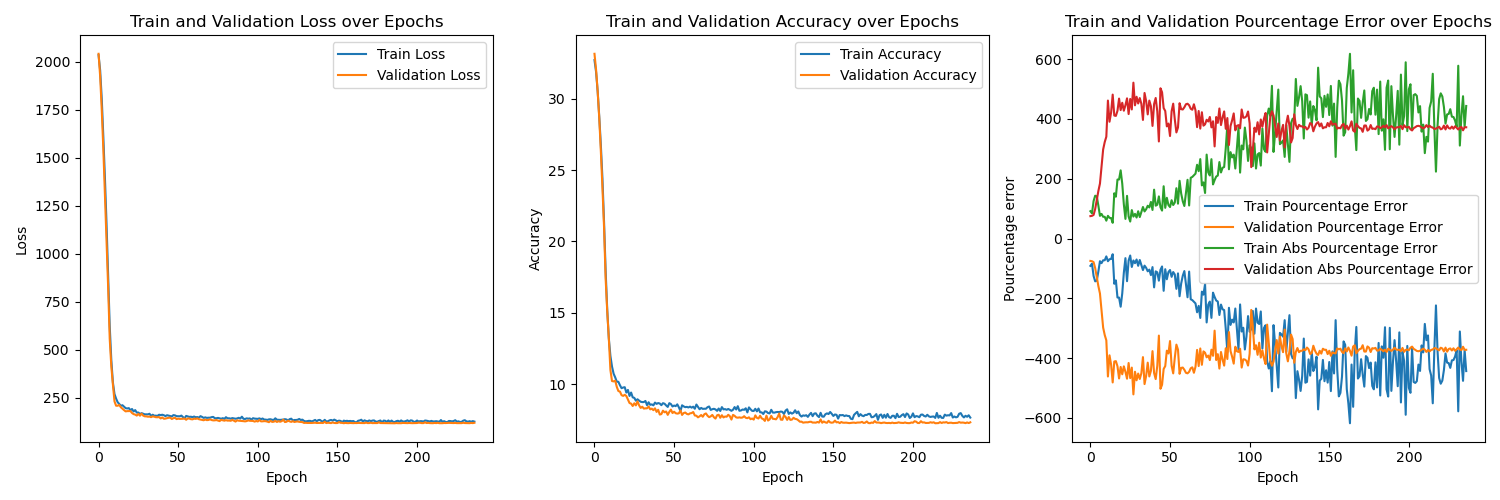 Train and Validation Loss over Epochs
Train Loss
Validation Loss
2000
1750
1500
1250
1000
750
500
250
Loss
0
50
100
150
200
Epoch
Train and Validation Accuracy over Epochs
Train Accuracy
Validation Accuracy
30
25
20
15
10
Accuracy
0
50
100
150
200
Epoch
Train and Validation Pourcentage Error over Epochs
600
400
200
0
−200
−400
−600
Pourcentage error
Train Pourcentage Error
Validation Pourcentage Error
Train Abs Pourcentage Error
Validation Abs Pourcentage Error
0
50
100
150
200
Epoch